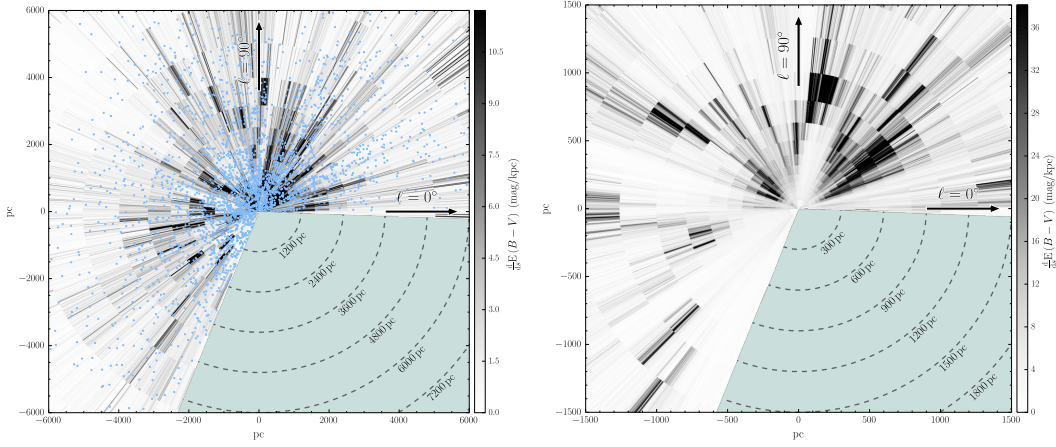 6000
4000
2000
0
−2000
−4000
−6000
pc
−6000 −4000 −2000 0 2000 4000 6000
pc
ℓ = 90°
ℓ = 0°
1200 pc
2400 pc
3600 pc
4800 pc
6000 pc
7200 pc
10.5
9.0
7.5
6.0
4.5
3.0
1.5
0.0
d/ds E (B − V) (mag/kpc)
1500
1000
500
0
−500
−1000
−1500
pc
−1500 −1000 −500 0 500 1000 1500
pc
ℓ = 90°
ℓ = 0°
300 pc
600 pc
900 pc
1200 pc
1500 pc
1800 pc
36
32
28
24
20
16
12
8
4
0
d/ds E (B − V) (mag/kpc)